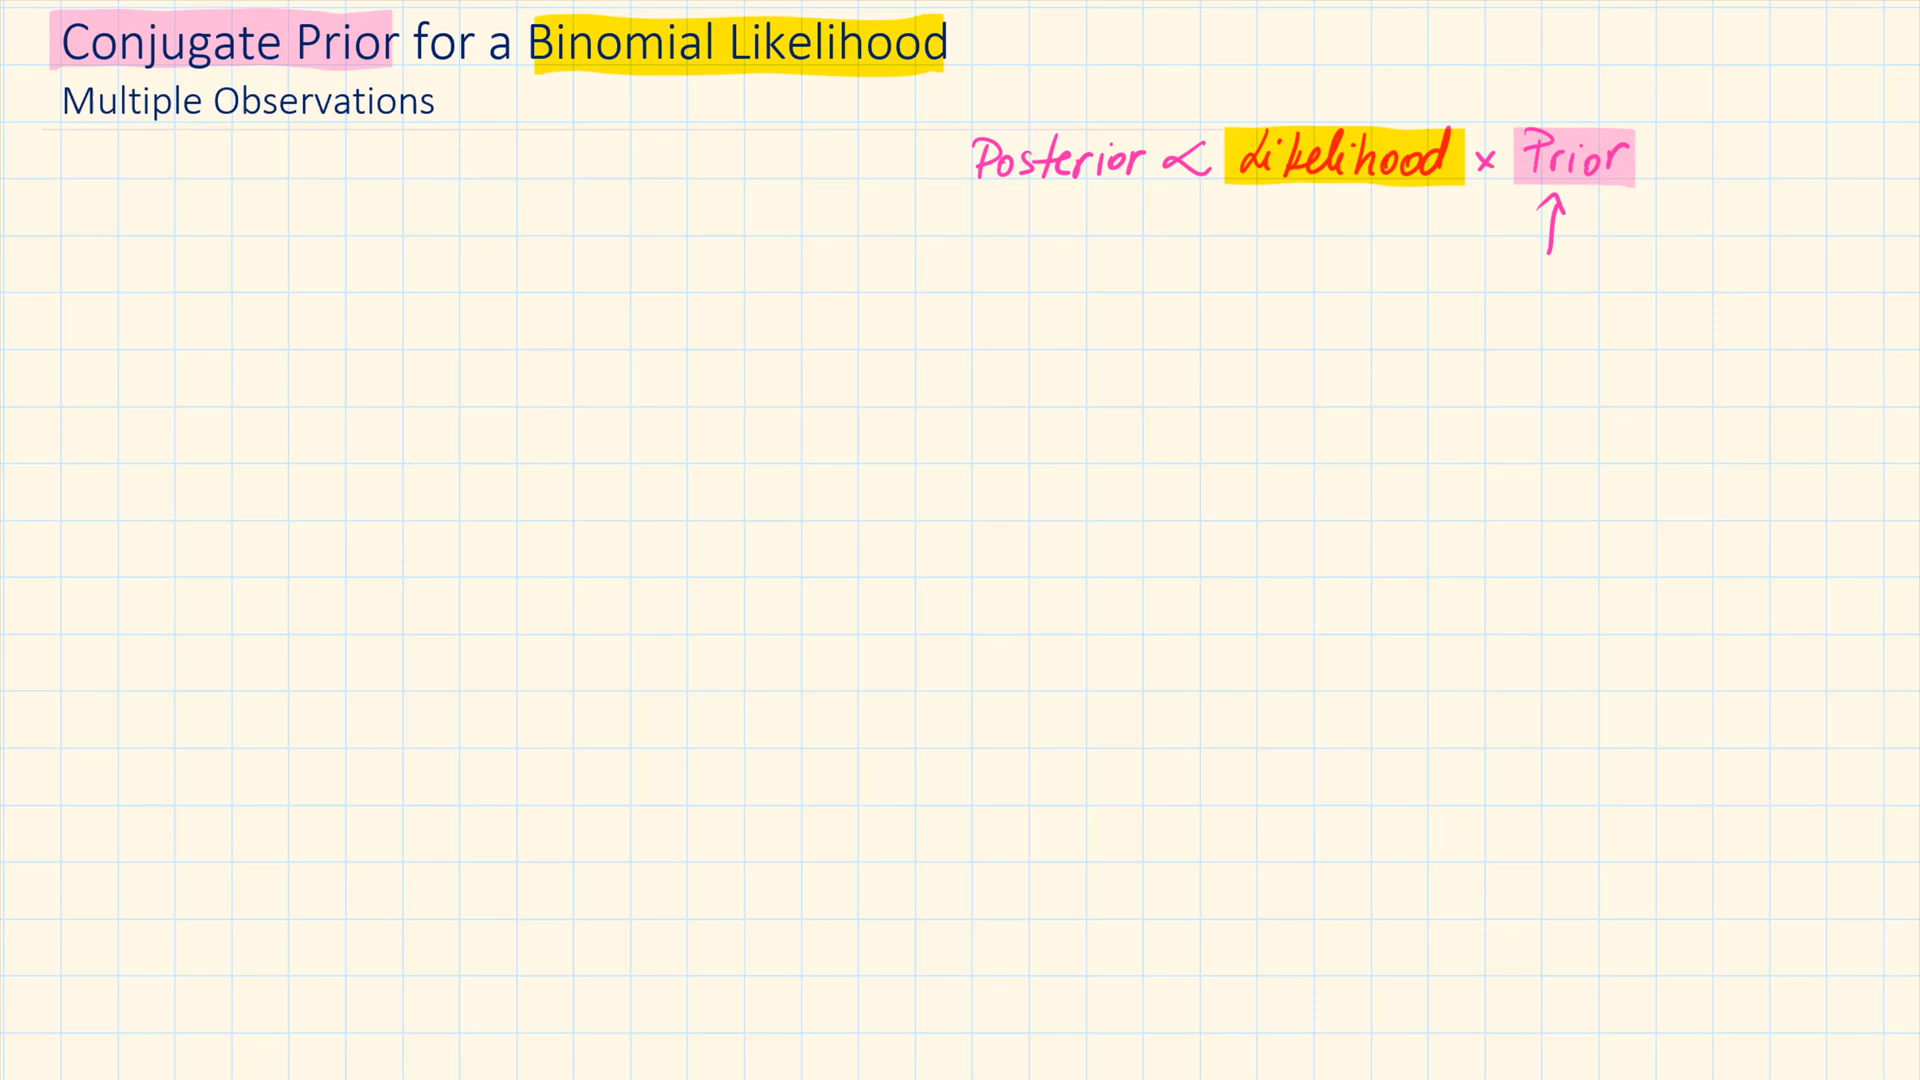 Conjugate Prior for a Binomial Likelihood
Multiple Observations
Posterior ∝ Likelihood × Prior